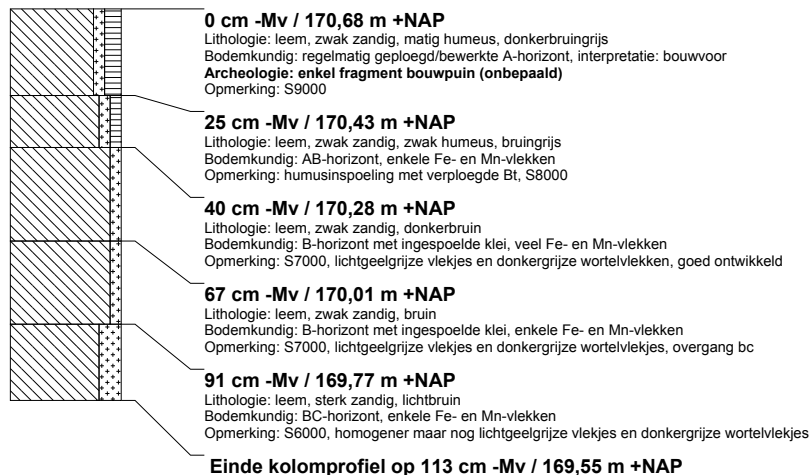 0 cm -Mv / 170,68 m +NAP
Lithologie: leem, zwak zandig, matig humeus, donkerbruingrijs
Bodemkundig: regelmatig geploegd/bewerkte A-horizont, interpretatie: bouwvoor
Archeologie: enkel fragment bouwpuin (onbepaald)
Opmerking: S9000
25 cm -Mv / 170,43 m +NAP
Lithologie: leem, zwak zandig, zwak humeus, bruingrijs
Bodemkundig: AB-horizont, enkele Fe- en Mn-vlekken
Opmerking: humusinspoeling met verploegde Bt, S8000
40 cm -Mv / 170,28 m +NAP
Lithologie: leem, zwak zandig, donkerbruin
Bodemkundig: B-horizont met ingespoelde klei, veel Fe- en Mn-vlekken
Opmerking: S7000, lichtgeelgrijze vlekjes en donkergrijze wortelvlekken, goed ontwikkeld
67 cm -Mv / 170,01 m +NAP
Lithologie: leem, zwak zandig, bruin
Bodemkundig: B-horizont met ingespoelde klei, enkele Fe- en Mn-vlekken
Opmerking: S7000, lichtgeelgrijze vlekjes en donkergrijze wortelvlekjes, overgang bc
91 cm -Mv / 169,77 m +NAP
Lithologie: leem, sterk zandig, lichtbruin
Bodemkundig: BC-horizont, enkele Fe- en Mn-vlekken
Opmerking: S6000, homogener maar nog lichtgeelgrijze vlekjes en donkergrijze wortelvlekjes
Einde kolomprofiel op 113 cm -Mv / 169,55 m +NAP